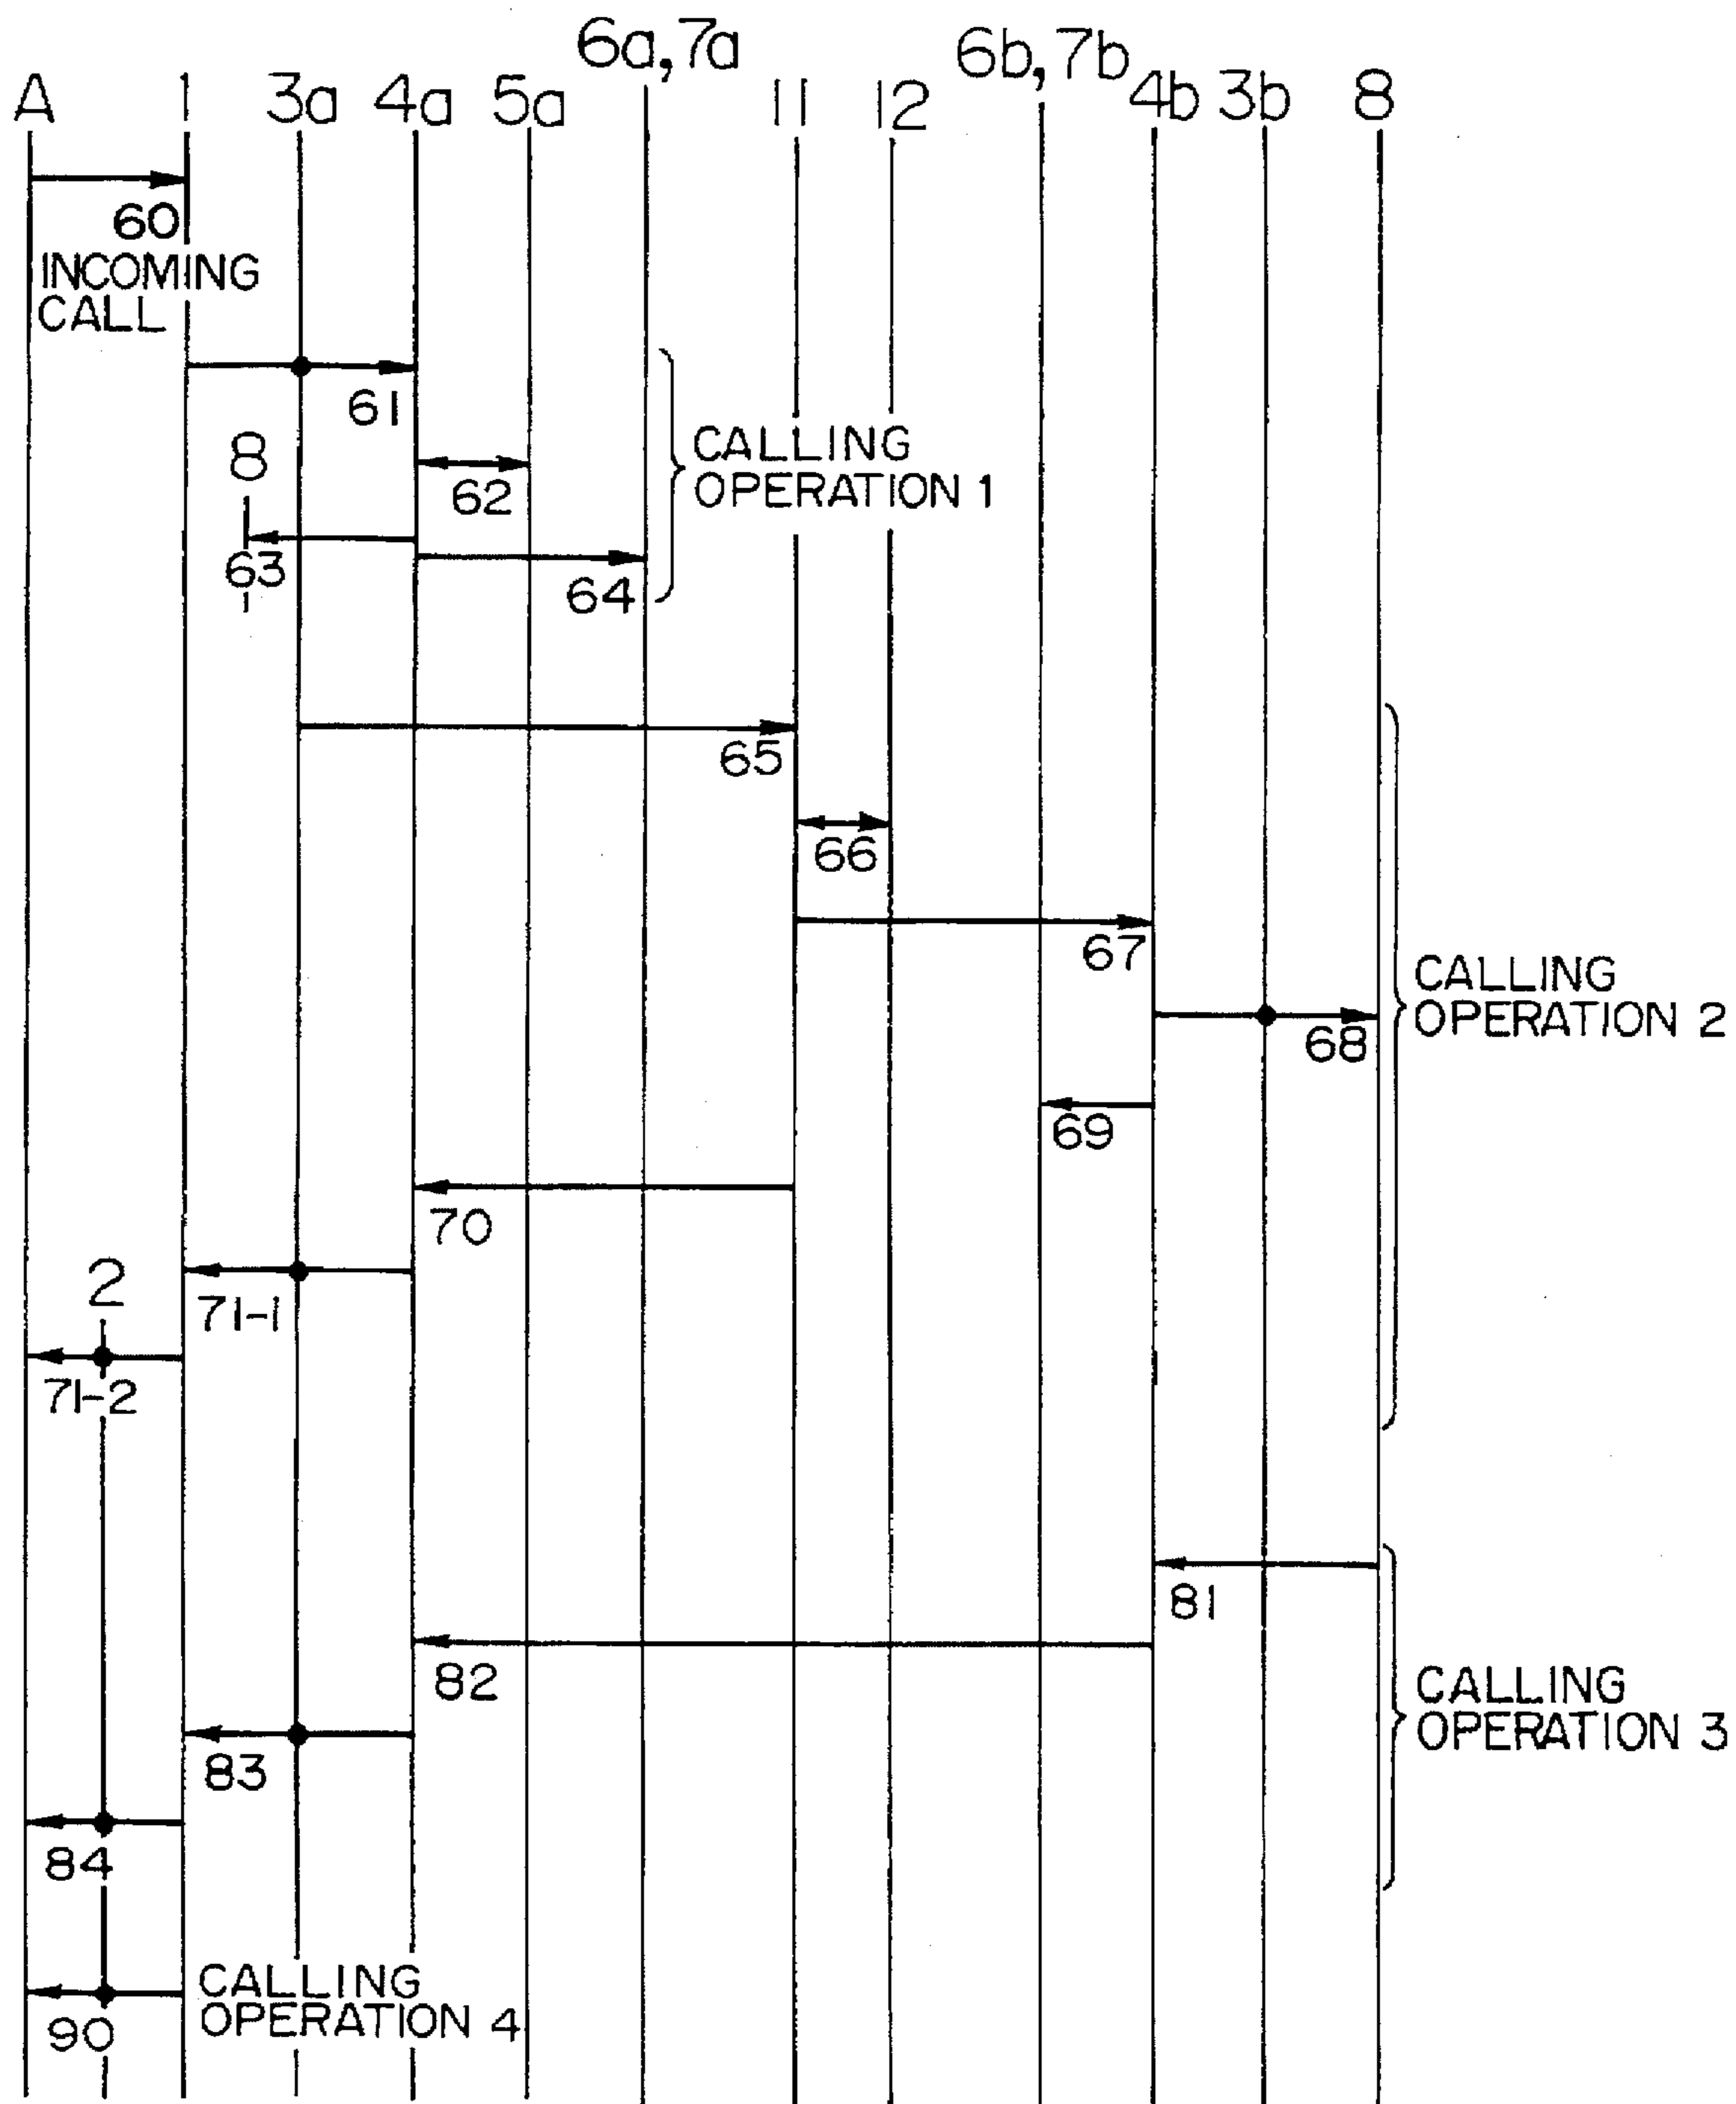 A 1 3a 4a 5a 6a,7a 11 12 6b,7b 4b 3b 8
60
INCOMING
CALL
61
8
62
CALLING
OPERATION 1
63
64
65
66
67
CALLING
OPERATION 2
68
69
70
2
71-1
71-2
81
82
CALLING
OPERATION 3
83
84
CALLING
OPERATION 4
90